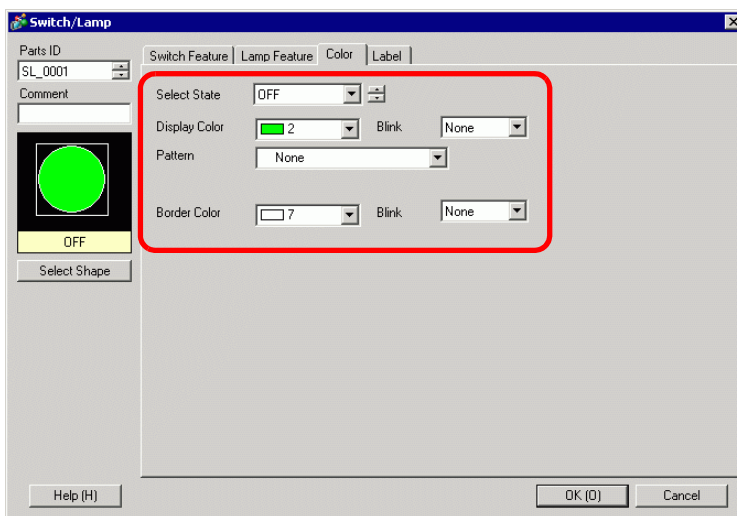 Switch/Lamp
Parts ID
SL_0001
Comment
OFF
Select Shape
Help (H)
Switch Feature Lamp Feature Color Label
Select State OFF
Display Color 2 Blink None
Pattern None
Border Color 7 Blink None
OK (O) Cancel